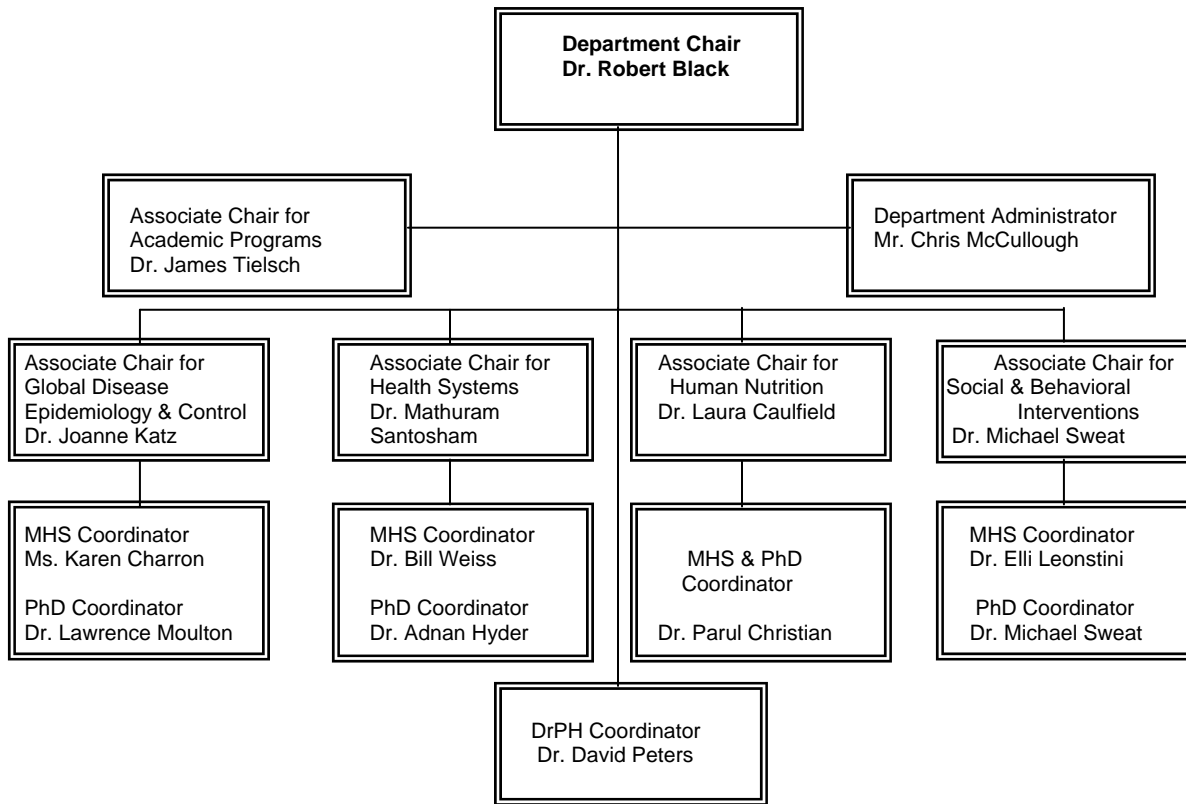 Department Chair
Dr. Robert Black
Associate Chair for
Academic Programs
Dr. James Tielsch
Department Administrator
Mr. Chris McCullough
Associate Chair for
Global Disease
Epidemiology & Control
Dr. Joanne Katz
Associate Chair for
Health Systems
Dr. Mathuram
Santosham
Associate Chair for
Human Nutrition
Dr. Laura Caulfield
Associate Chair for
Social & Behavioral
Interventions
Dr. Michael Sweat
MHS Coordinator
Ms. Karen Charron
PhD Coordinator
Dr. Lawrence Moulton
MHS Coordinator
Dr. Bill Weiss
PhD Coordinator
Dr. Adnan Hyder
MHS & PhD
Coordinator
Dr. Parul Christian
MHS Coordinator
Dr. Elli Leonstini
PhD Coordinator
Dr. Michael Sweat
DrPH Coordinator
Dr. David Peters